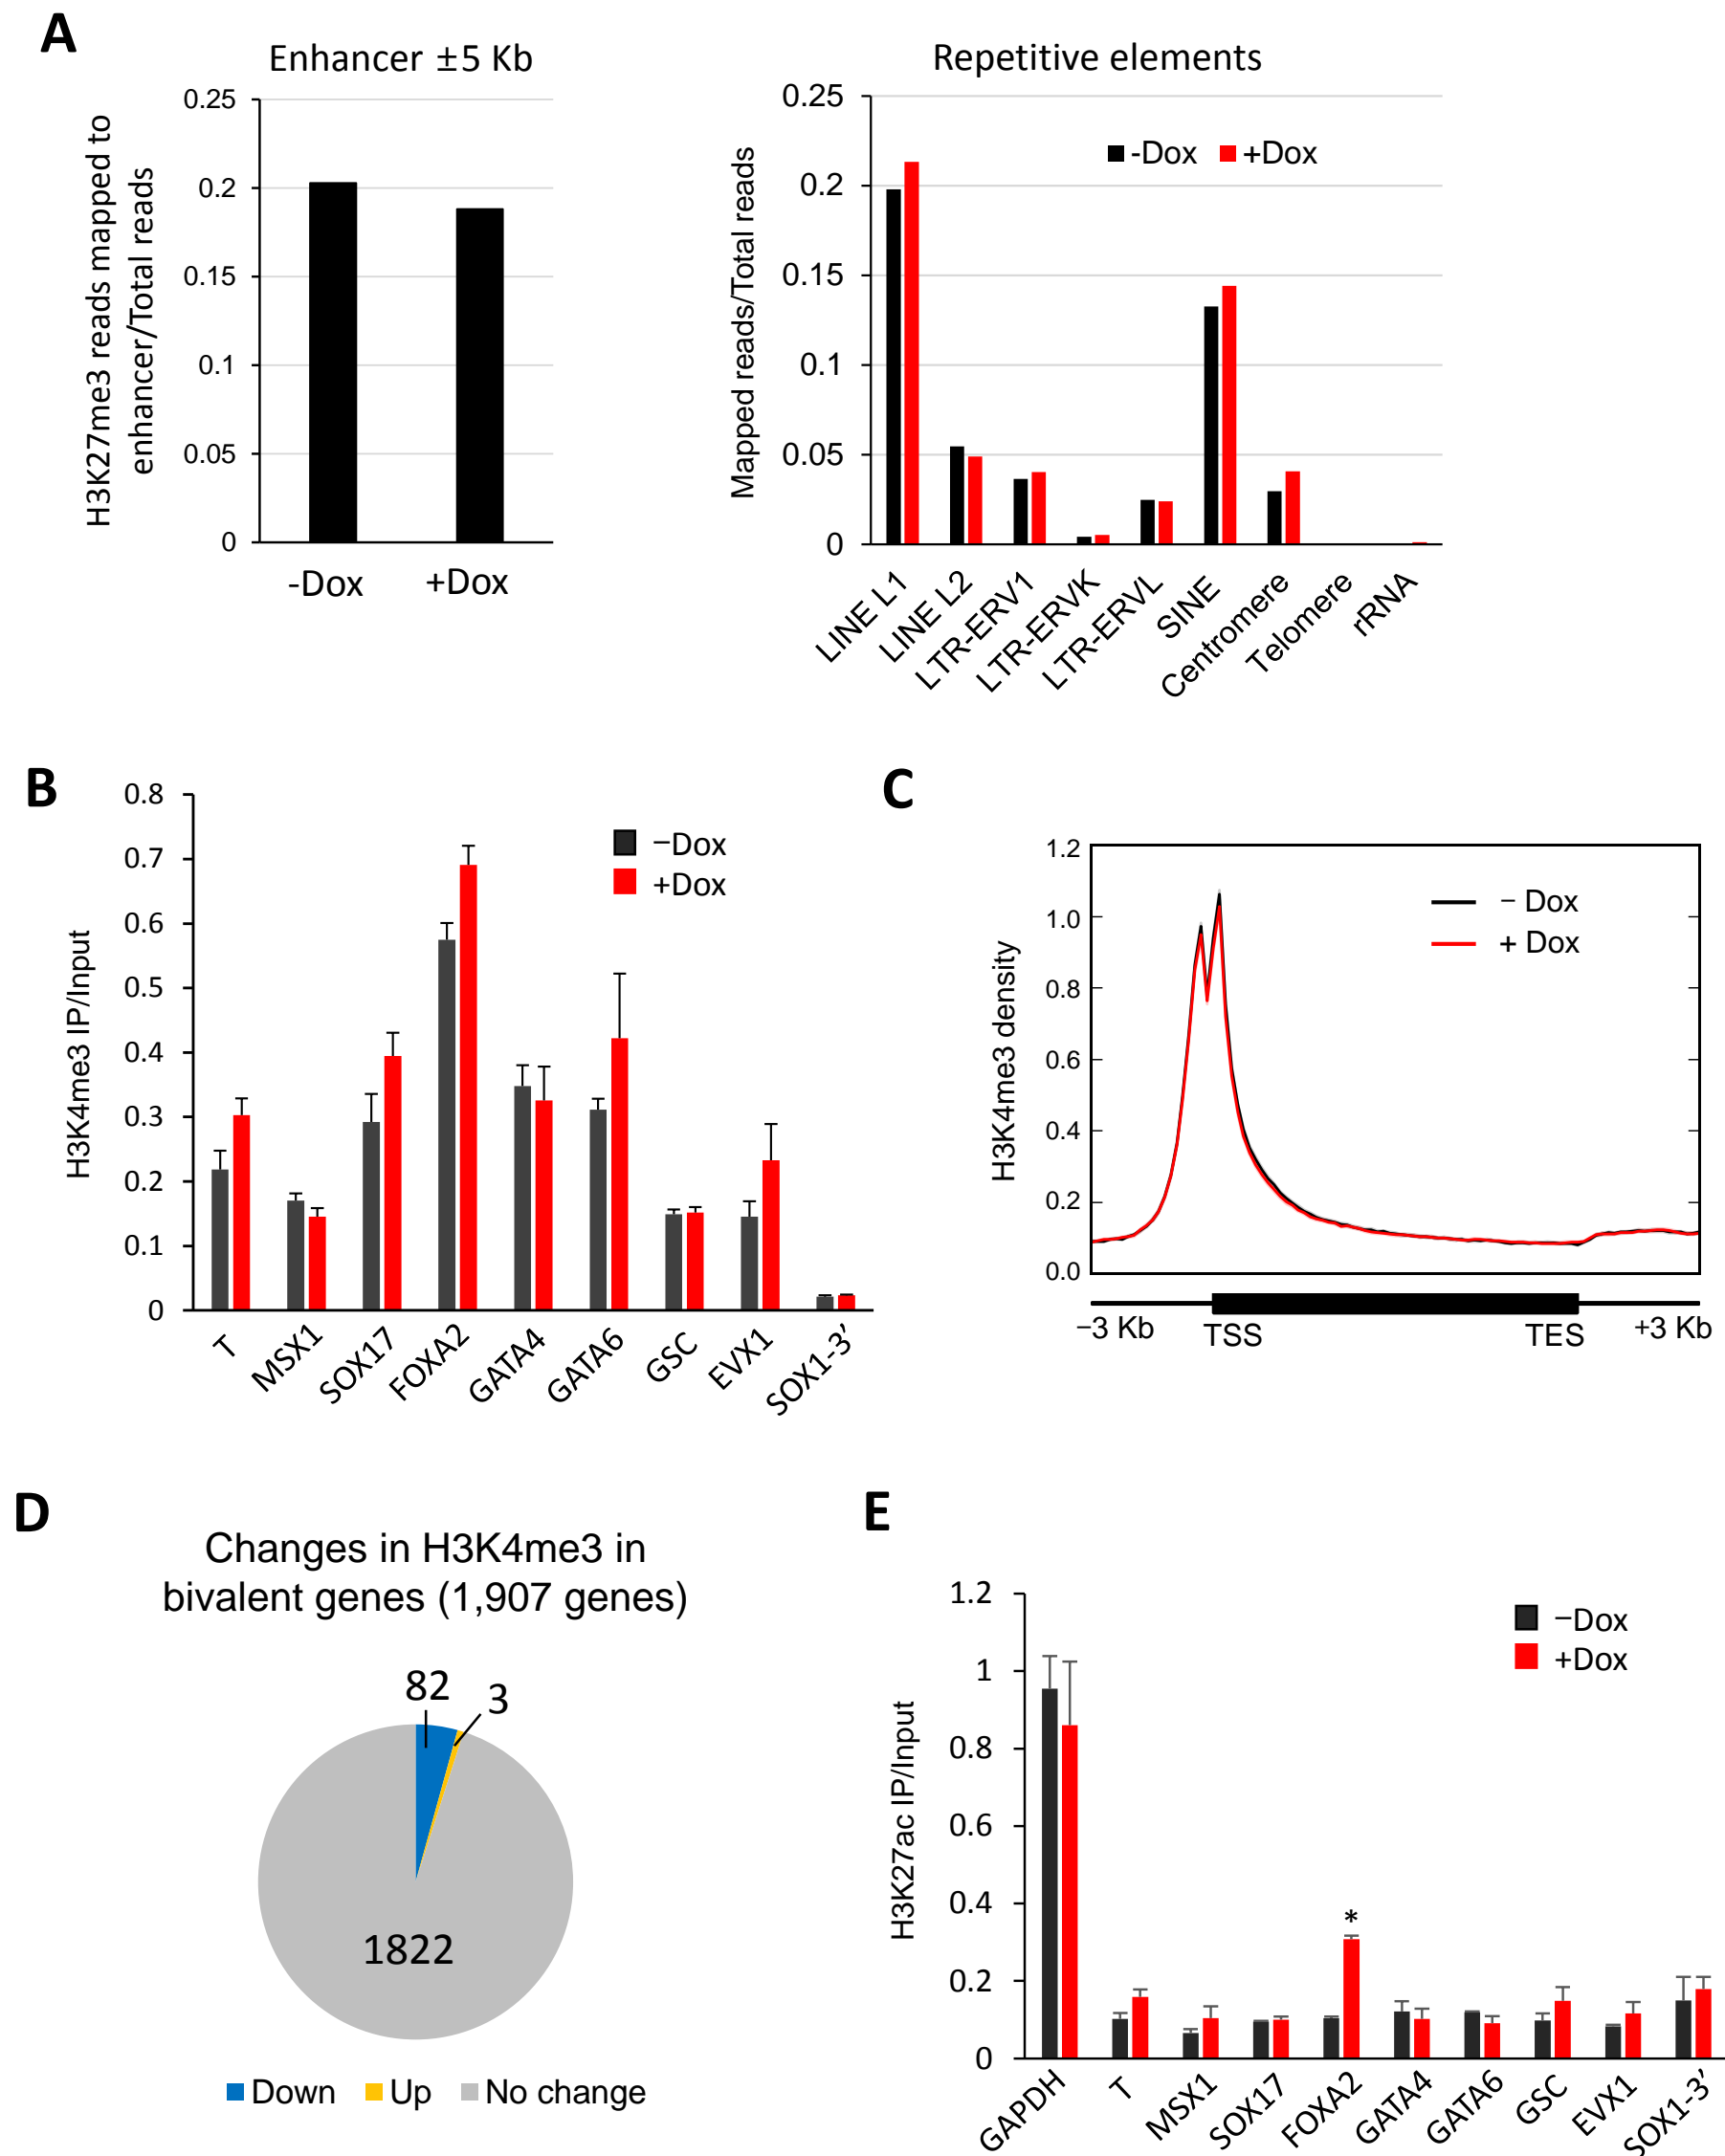 A
Enhancer ±5 Kb
H3K27me3 reads mapped to
enhancer/Total reads
0.25
0.2
0.15
0.1
0.05
0
-Dox
+Dox
Repetitive elements
Mapped reads/Total reads
0.25
0.2
0.15
0.1
0.05
0
-Dox
+Dox
LINE L1
LINE L2
LTR-ERV1
LTR-ERVK
LTR-ERVL
SINE
Centromere
Telomere
rRNA
B
H3K4me3 IP/Input
0.8
0.7
0.6
0.5
0.4
0.3
0.2
0.1
0
−Dox
+Dox
T
MSX1
SOX17
FOXA2
GATA4
GATA6
GSC
EVX1
SOX1-3’
C
H3K4me3 density
1.2
1.0
0.8
0.6
0.4
0.2
0.0
− Dox
+ Dox
−3 Kb
TSS
TES
+3 Kb
D
Changes in H3K4me3 in
bivalent genes (1,907 genes)
82
3
1822
Down
Up
No change
E
H3K27ac IP/Input
1.2
1
0.8
0.6
0.4
0.2
0
−Dox
+Dox
*
GAPDH
T
MSX1
SOX17
FOXA2
GATA4
GATA6
GSC
EVX1
SOX1-3’